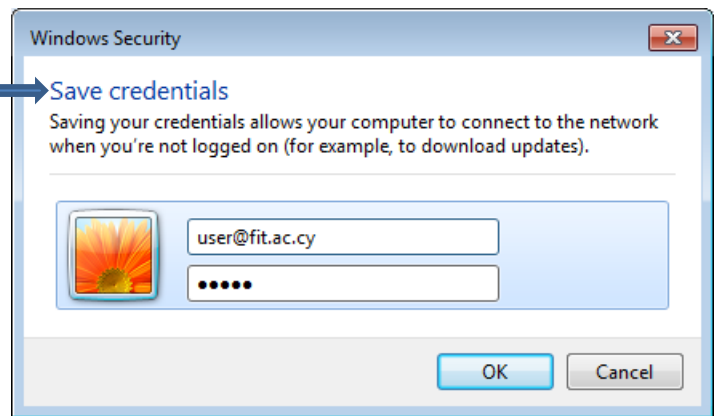 Windows Security
Save credentials
Saving your credentials allows your computer to connect to the network
when you're not logged on (for example, to download updates).
user@fit.ac.cy
●●●●●
OK Cancel